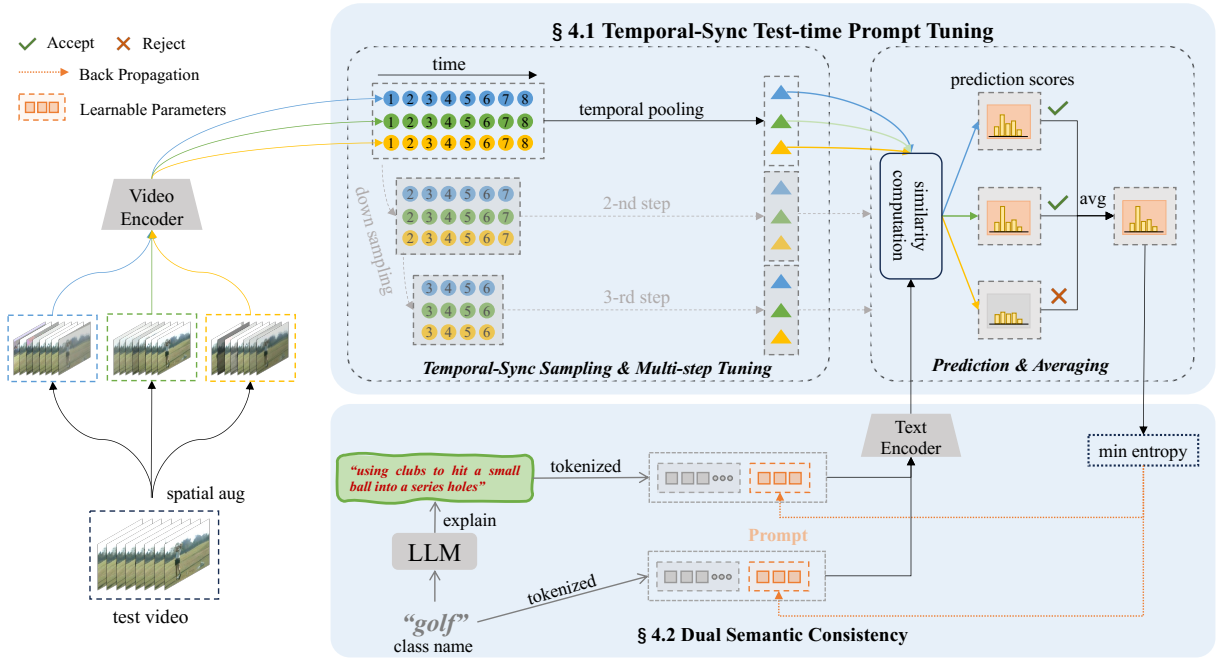 § 4.1 Temporal-Sync Test-time Prompt Tuning
Accept
Reject
Back Propagation
Learnable Parameters
time
1 2 3 4 5 6 7 8
1 2 3 4 5 6 7 8
1 2 3 4 5 6 7 8
temporal pooling
down sampling
2 3 4 5 6 7
2 3 4 5 6 7
2 3 4 5 6 7
2-nd step
3 4 5 6
3 4 5 6
3 4 5 6
3-rd step
Temporal-Sync Sampling & Multi-step Tuning
similarity
computation
prediction scores
avg
Prediction & Averaging
Video
Encoder
spatial aug
test video
Text
Encoder
min entropy
“using clubs to hit a small
ball into a series holes”
tokenized
explain
LLM
Prompt
tokenized
“golf”
class name
§ 4.2 Dual Semantic Consistency